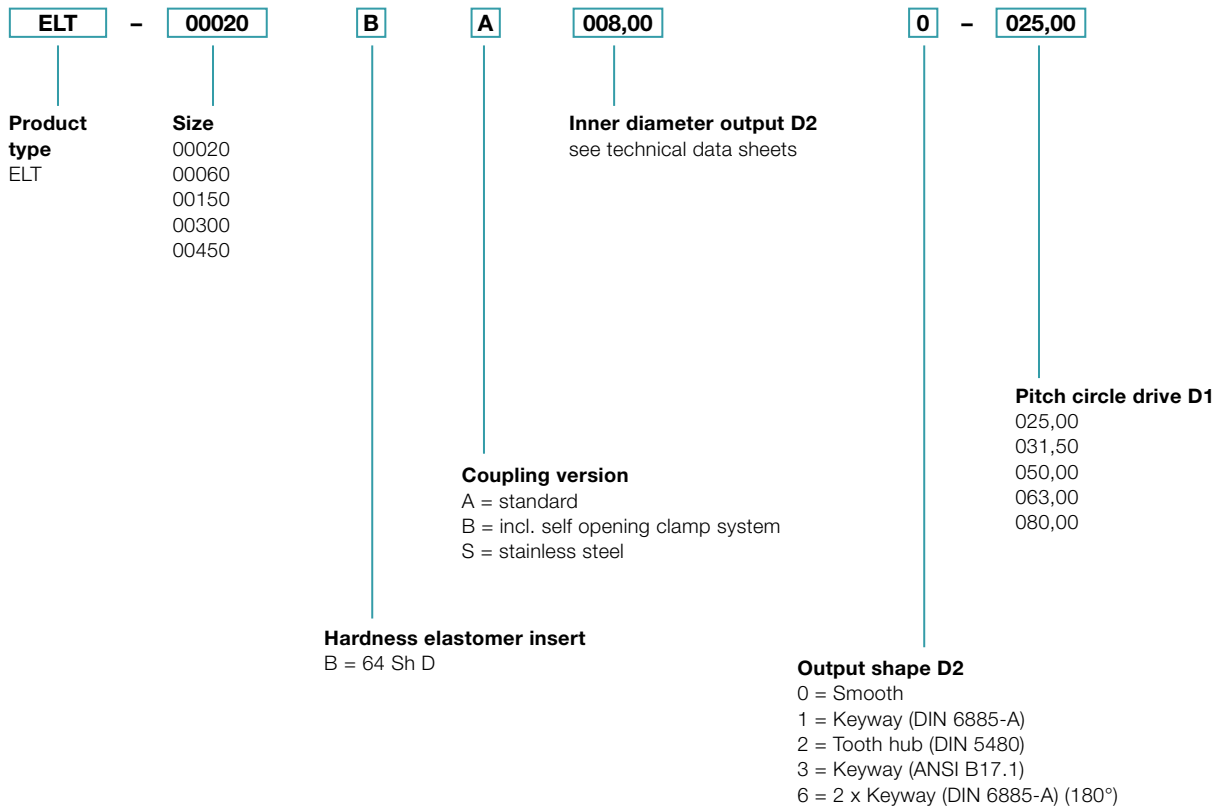 ELT – 00020 B A 008,00 0 – 025,00
Product
type
ELT
Size
00020
00060
00150
00300
00450
Inner diameter output D2
see technical data sheets
Pitch circle drive D1
025,00
031,50
050,00
063,00
080,00
Coupling version
A = standard
B = incl. self opening clamp system
S = stainless steel
Hardness elastomer insert
B = 64 Sh D
Output shape D2
0 = Smooth
1 = Keyway (DIN 6885-A)
2 = Tooth hub (DIN 5480)
3 = Keyway (ANSI B17.1)
6 = 2 x Keyway (DIN 6885-A) (180°)